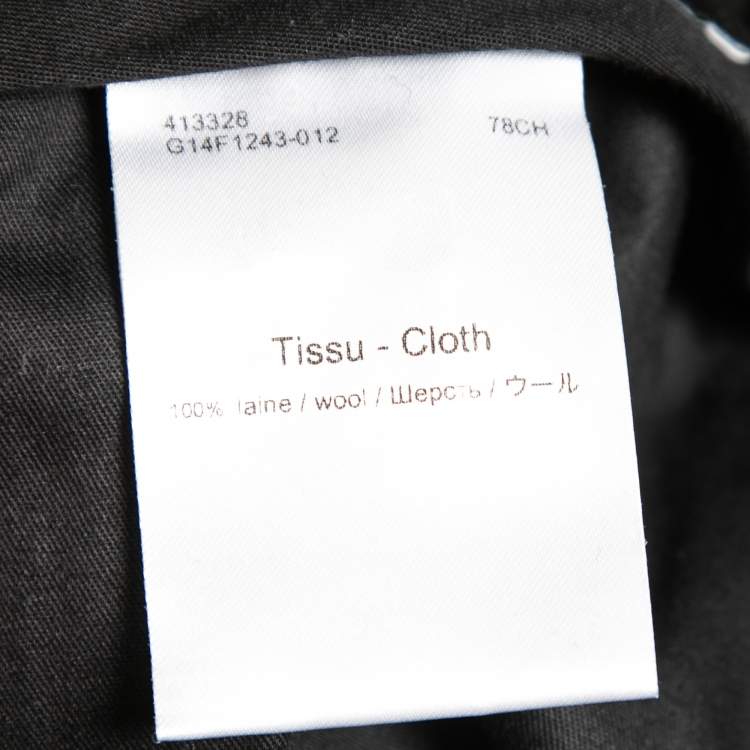 413328
G14F1243-012
78CH
Tissu - Cloth
100% laine / wool / Шерсть / ウール